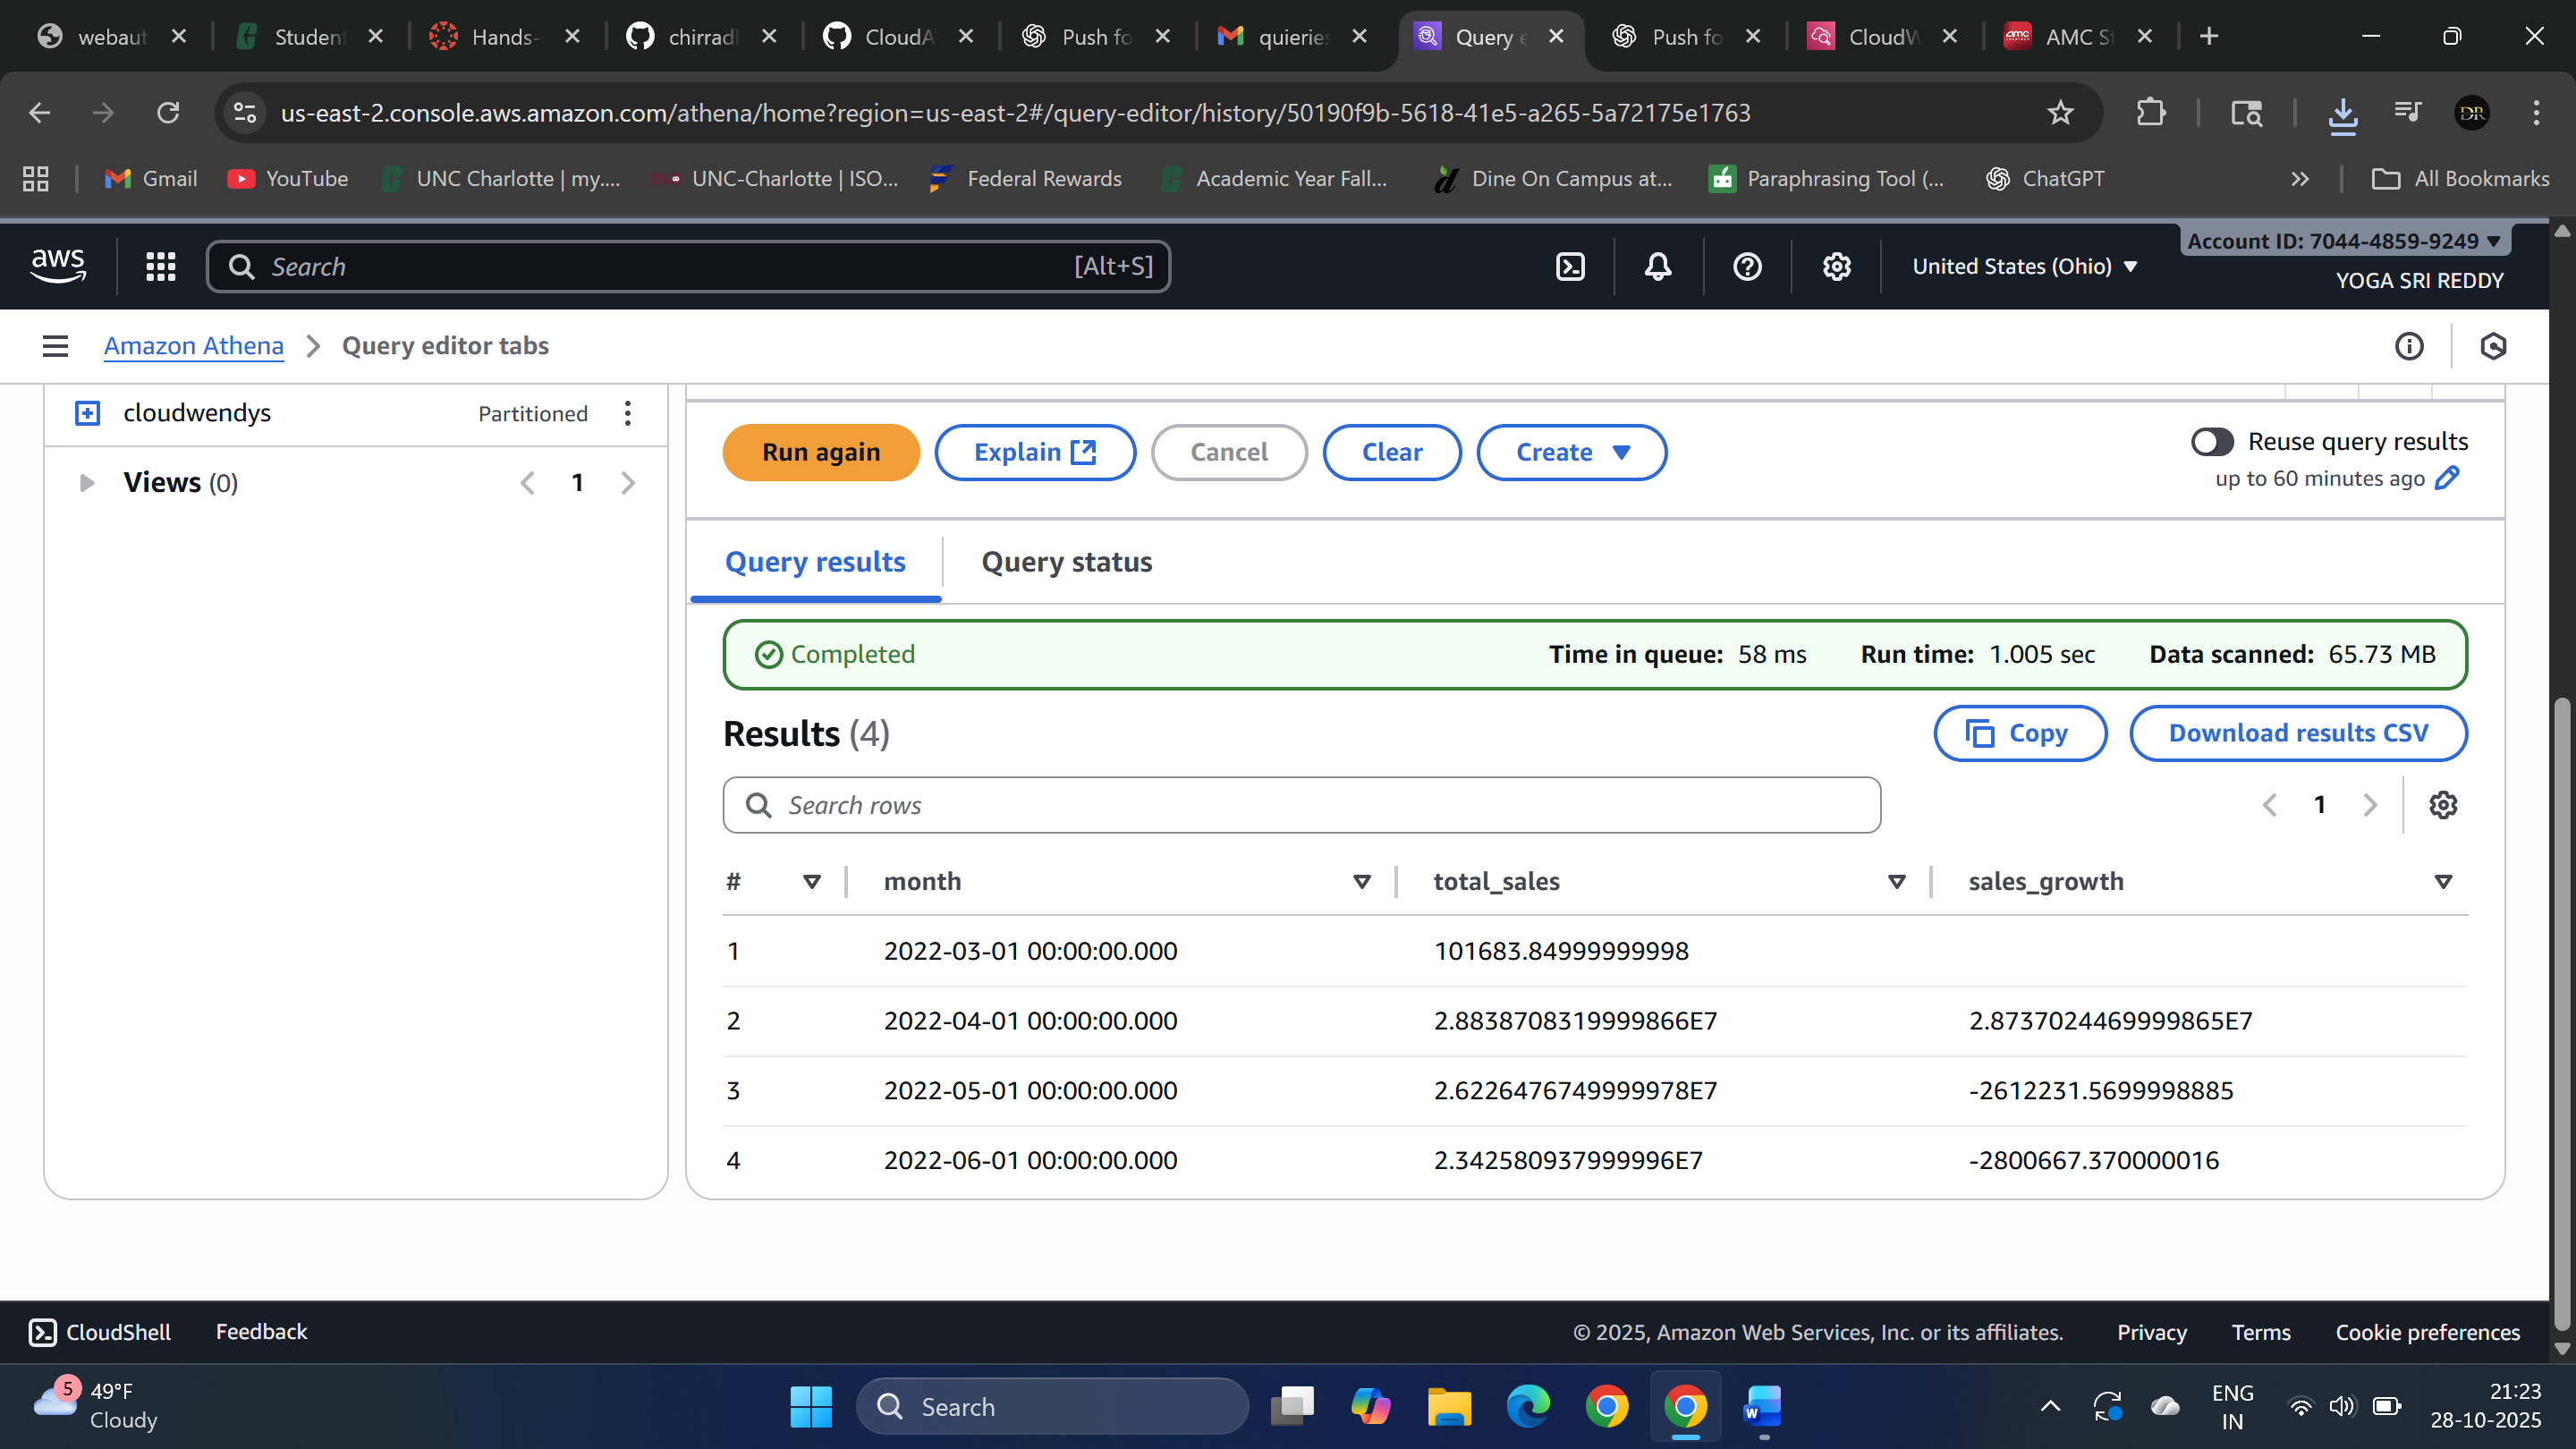 webaut
Student
Hands-
chirradh
CloudA
Push fo
quieries
Query e
Push fo
CloudW
AMC St
us-east-2.console.aws.amazon.com/athena/home?region=us-east-2#/query-editor/history/50190f9b-5618-41e5-a265-5a72175e1763
DR
Gmail
YouTube
UNC Charlotte | my....
UNC-Charlotte | ISO...
Federal Rewards
Academic Year Fall...
Dine On Campus at...
Paraphrasing Tool (...
ChatGPT
All Bookmarks
aws
Search
[Alt+S]
United States (Ohio)
Account ID: 7044-4859-9249
YOGA SRI REDDY
Amazon Athena
Query editor tabs
cloudwendys
Partitioned
Views (0)
1
Run again
Explain
Cancel
Clear
Create
Reuse query results
up to 60 minutes ago
Query results
Query status
Completed
Time in queue: 58 ms
Run time: 1.005 sec
Data scanned: 65.73 MB
Results (4)
Copy
Download results CSV
Search rows
1
# month total_sales sales_growth
1 2022-03-01 00:00:00.000 101683.84999999998
2 2022-04-01 00:00:00.000 2.8838708319999866E7 2.8737024469999865E7
3 2022-05-01 00:00:00.000 2.6226476749999978E7 -2612231.5699998885
4 2022-06-01 00:00:00.000 2.342580937999996E7 -2800667.370000016
CloudShell
Feedback
© 2025, Amazon Web Services, Inc. or its affiliates.
Privacy
Terms
Cookie preferences
5
49°F
Cloudy
Search
ENG
IN
21:23
28-10-2025